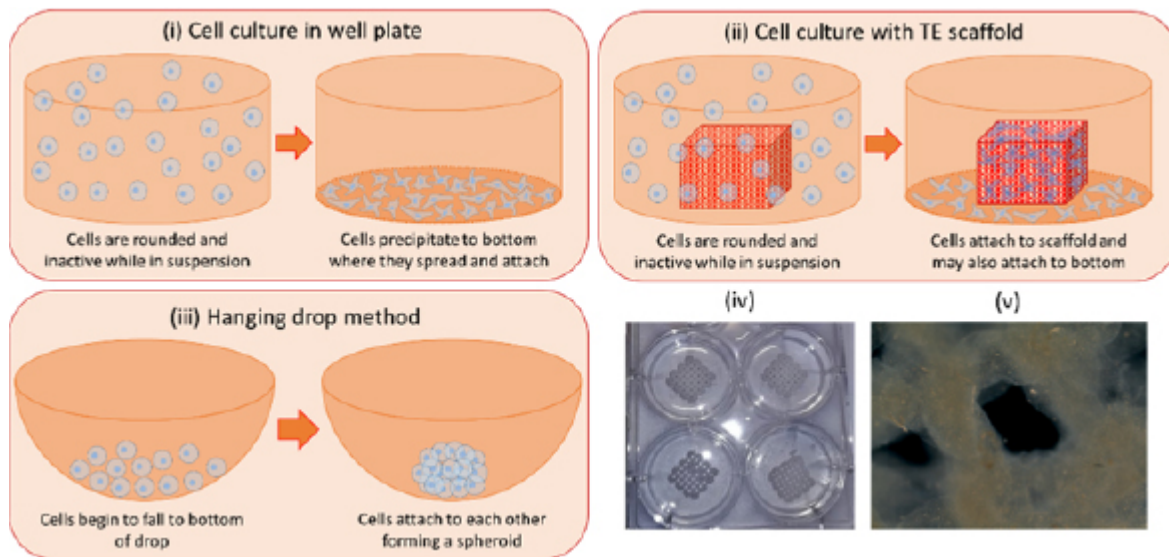 (i) Cell culture in well plate
Cells are rounded and
inactive while in suspension
Cells precipitate to bottom
where they spread and attach
(ii) Cell culture with TE scaffold
Cells are rounded and
inactive while in suspension
Cells attach to scaffold and
may also attach to bottom
(iii) Hanging drop method
Cells begin to fall to bottom
of drop
Cells attach to each other
forming a spheroid
(iv)
(v)